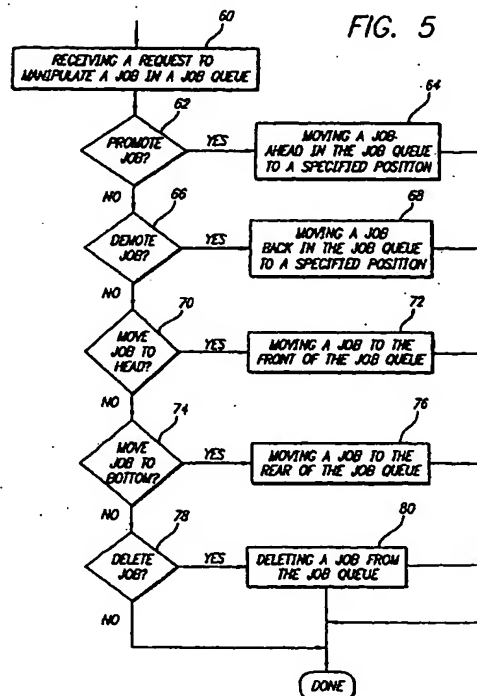 FIG. 5
60
RECEIVING A REQUEST TO
MANIPULATE A JOB IN A JOB QUEUE
62
PROMOTE
JOB?
YES
64
MOVING A JOB
AHEAD IN THE JOB QUEUE
TO A SPECIFIED POSITION
NO
66
DEMOTE
JOB?
YES
68
MOVING A JOB
BACK IN THE JOB QUEUE
TO A SPECIFIED POSITION
NO
70
MOVE
JOB TO
HEAD?
YES
72
MOVING A JOB TO THE
FRONT OF THE JOB QUEUE
NO
74
MOVE
JOB TO
BOTTOM?
YES
76
MOVING A JOB TO THE
REAR OF THE JOB QUEUE
NO
78
DELETE
JOB?
YES
80
DELETING A JOB FROM
THE JOB QUEUE
NO
DONE